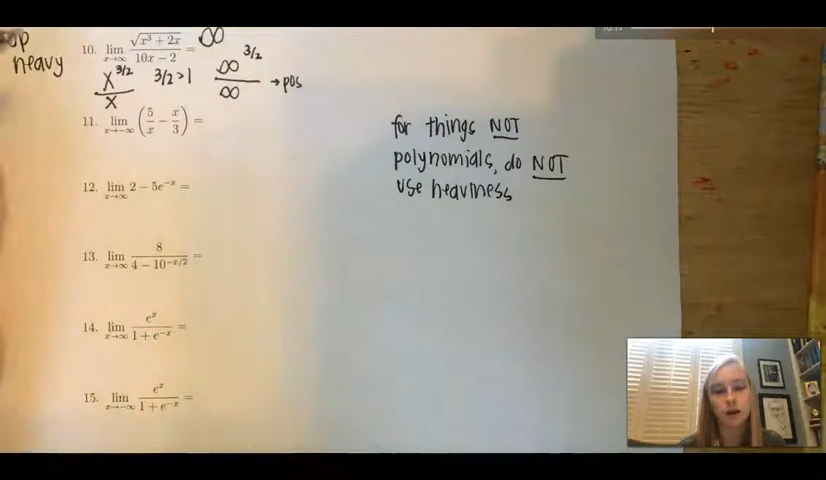 op
heavy
10. lim x→∞ √(x³ + 2x) / (10x − 2) = ∞
x^(3/2) / x    3/2 > 1    ∞^(3/2) / ∞ → pos
11. lim x→−∞ (5/x − x/3) =
for things NOT
polynomials, do NOT
use heaviness
12. lim x→∞ 2 − 5e^(−x) =
13. lim x→∞ 8 / (4 − 10^(−x/2)) =
14. lim x→∞ e^x / (1 + e^(−x)) =
15. lim x→−∞ e^x / (1 + e^(−x)) =